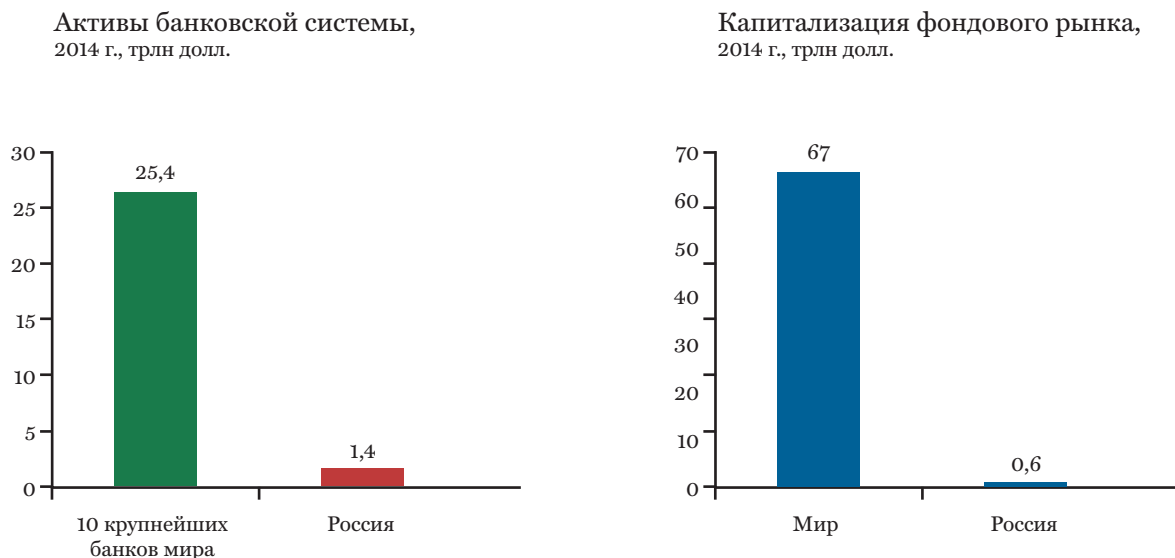 Активы банковской системы,
2014 г., трлн долл.
30
25
20
15
10
5
0
25,4
1,4
10 крупнейших
банков мира
Россия
Капитализация фондового рынка,
2014 г., трлн долл.
70
60
50
40
30
20
10
0
67
0,6
Мир
Россия